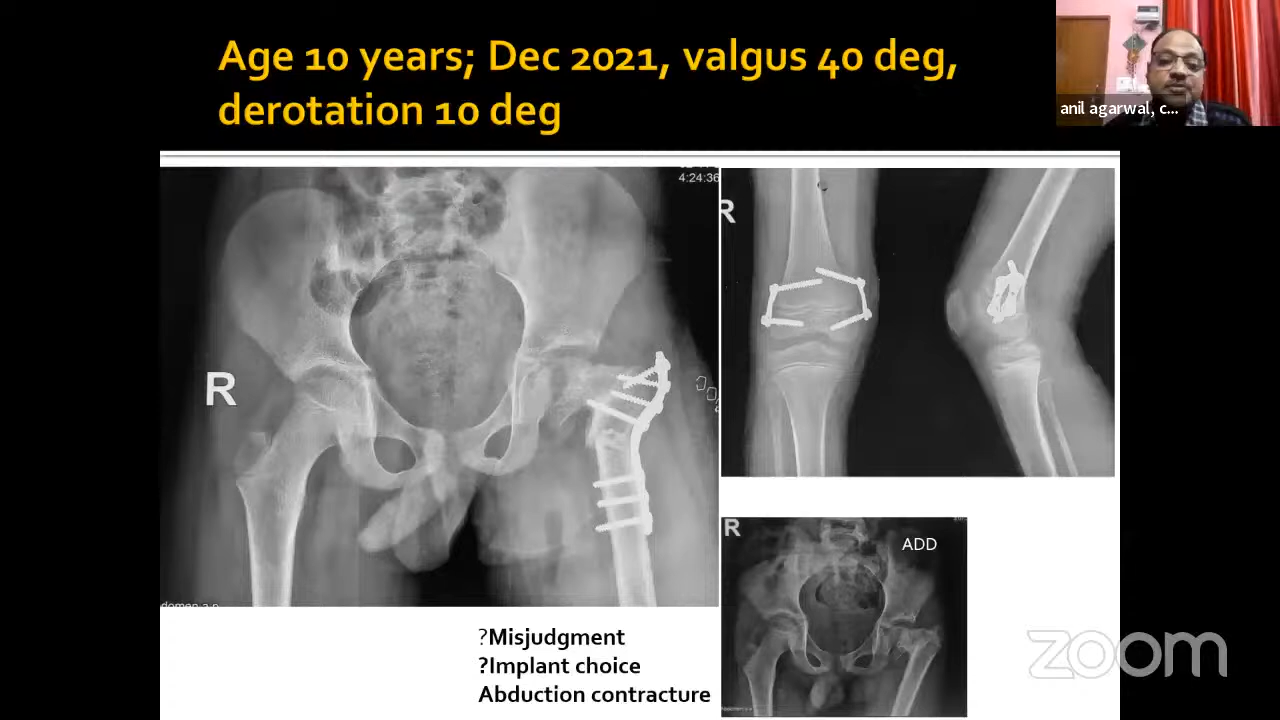 Age 10 years; Dec 2021, valgus 40 deg,
derotation 10 deg
anil agarwal, c...
4:24:36
R
R
?Misjudgment
?Implant choice
Abduction contracture
R
ADD
zoom